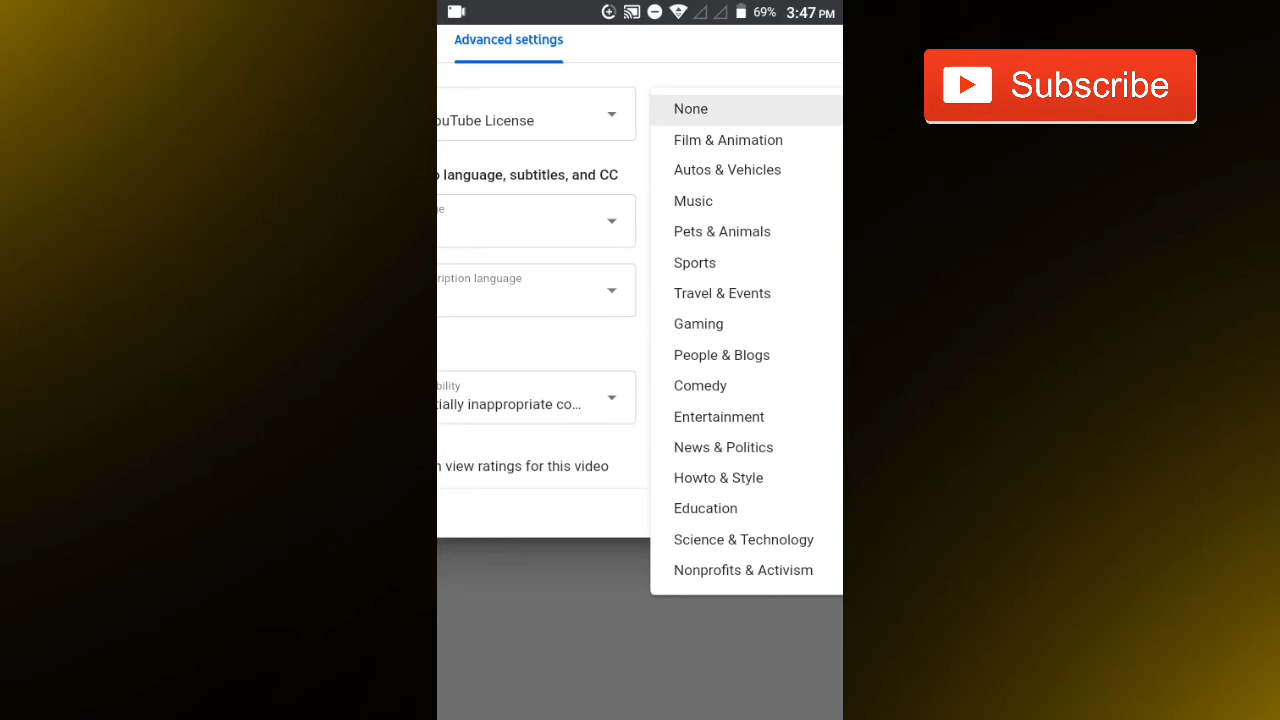 69% 3:47 PM
Advanced settings
Subscribe
ouTube License
language, subtitles, and CC
ription language
bility
tially inappropriate co...
view ratings for this video
None
Film & Animation
Autos & Vehicles
Music
Pets & Animals
Sports
Travel & Events
Gaming
People & Blogs
Comedy
Entertainment
News & Politics
Howto & Style
Education
Science & Technology
Nonprofits & Activism